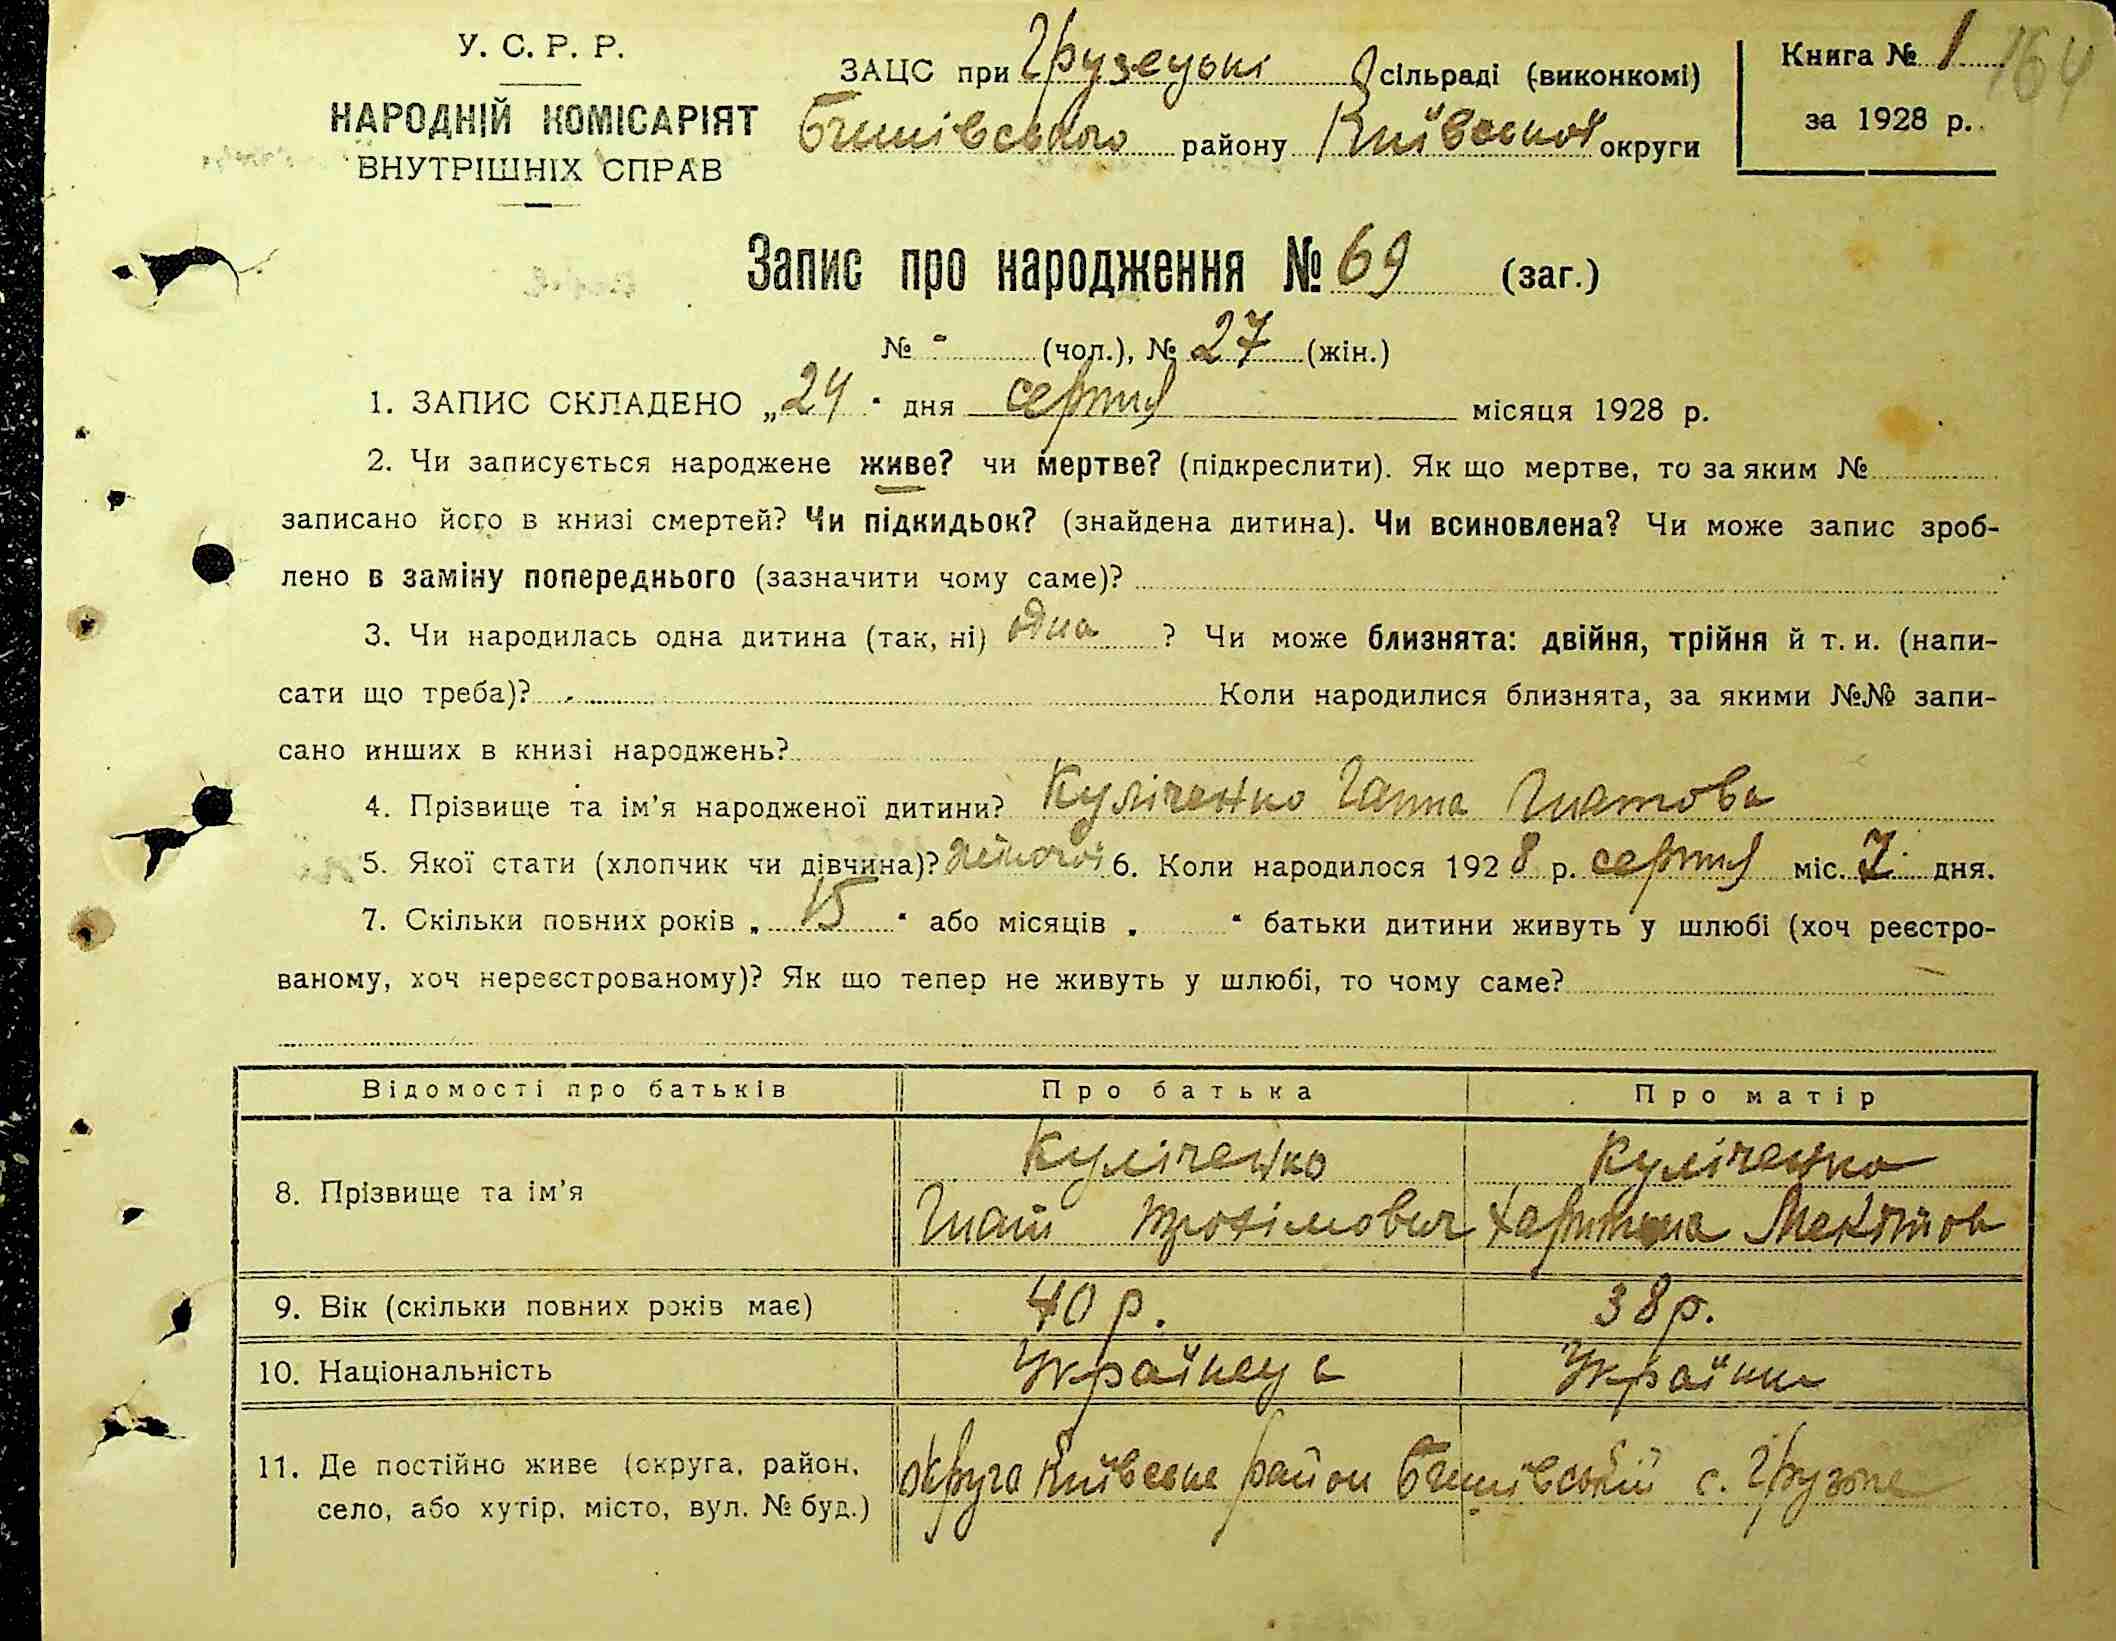 У. С. Р. Р.
НАРОДНІЙ КОМІСАРІЯТ
ВНУТРІШНІХ СПРАВ
ЗАЦС при Грузецькі сільраді (-виконкомі)
Бишівського району Київської округи
Книга № 1 164
за 1928 р.
Запис про народження № 69 (заг.)
№ - (чол.), № 27 (жін.)
1. ЗАПИС СКЛАДЕНО „24" дня серпня місяця 1928 р.
2. Чи записується народжене живе? чи мертве? (підкреслити). Як що мертве, то за яким №
записано його в книзі смертей? Чи підкидьок? (знайдена дитина). Чи всиновлена? Чи може запис зроб-
лено в заміну попереднього (зазначити чому саме)?
3. Чи народилась одна дитина (так, ні) одна ? Чи може близнята: двійня, трійня й т. и. (напи-
сати що треба)? Коли народилися близнята, за якими №№ запи-
сано инших в книзі народжень?
4. Прізвище та ім'я народженої дитини? Куліченко Ганна Гнатова
5. Якої стати (хлопчик чи дівчина)? жіночої 6. Коли народилося 1928 р. серпня міс. 7 дня.
7. Скільки повних років „ 15 " або місяців „ " батьки дитини живуть у шлюбі (хоч реєстро-
ваному, хоч нереєстрованому)? Як що тепер не живуть у шлюбі, то чому саме?
Відомості про батьків Про батька Про матір
8. Прізвище та ім'я Куліченко Куліченко
Гнат Трохімович
9. Вік (скільки повних років має) 40 р. 38 р.
10. Національність Українець Українка
11. Де постійно живе (округа, район,
село, або хутір, місто, вул. № буд.)
округа Київська район Бишівський с. Грузьке